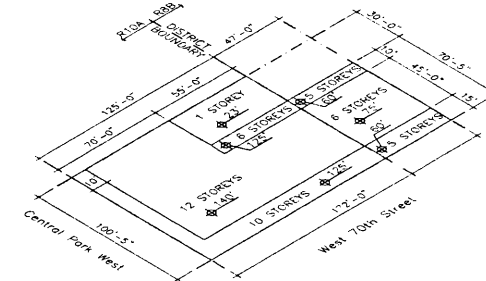 R8B
R10A
DISTRICT
BOUNDARY
47'-0"
30'-0"
125'-0"
55'-0"
70'-0"
10'
70'-5"
45'-0"
15'
1 STOREY
23'
5 STOREYS
60'
6 STOREYS
125'
6 STOREYS
75'
60'
5 STOREYS
10'
12 STOREYS
140'
125'
10 STOREYS
172'-0"
100'-5"
Central Park West
West 70th Street